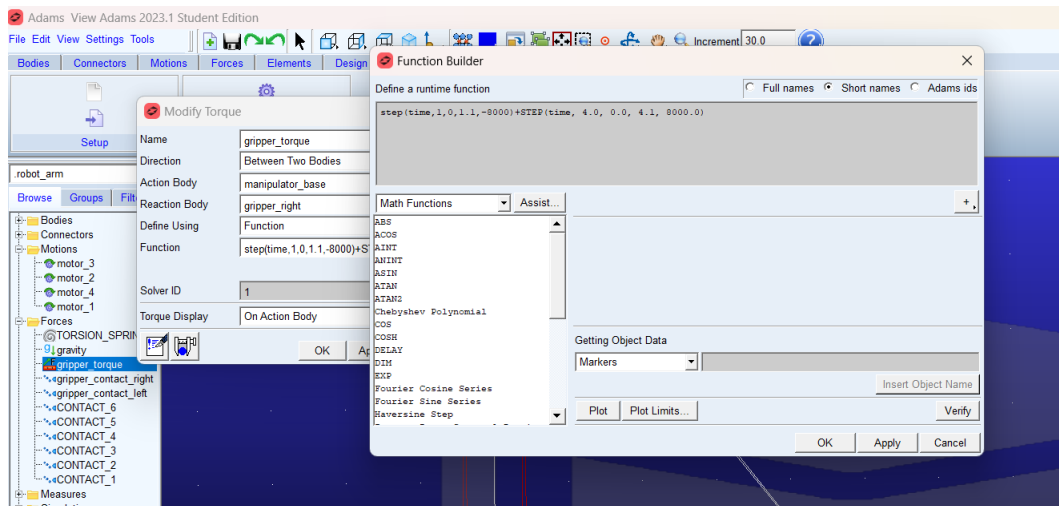 Adams View Adams 2023.1 Student Edition
File Edit View Settings Tools
Increment 30.0
?
Bodies Connectors Motions Forces Elements Design
Setup
.robot_arm
Browse Groups
Bodies
Connectors
Motions
motor_3
motor_2
motor_4
motor_1
Forces
gravity
gripper_torque
gripper_contact_right
gripper_contact_left
CONTACT_6
CONTACT_5
CONTACT_4
CONTACT_3
CONTACT_2
CONTACT_1
Measures
Modify Torque
Name gripper_torque
Direction Between Two Bodies
Action Body manipulator_base
Reaction Body gripper_right
Define Using Function
Function step(time,1,0,1.1,-8000)+S
Solver ID 1
Torque Display On Action Body
OK
Function Builder
Define a runtime function
Full names Short names Adams ids
step(time,1,0,1.1,-8000)+STEP(time, 4.0, 0.0, 4.1, 8000.0)
Math Functions Assist...
+
ABS
ACOS
AINT
ANINT
ASIN
ATAN
ATAN2
Chebyshev Polynomial
COS
COSH
DELAY
DIM
EXP
Fourier Cosine Series
Fourier Sine Series
Haversine Step
Getting Object Data
Markers
Insert Object Name
Plot Plot Limits... Verify
OK Apply Cancel